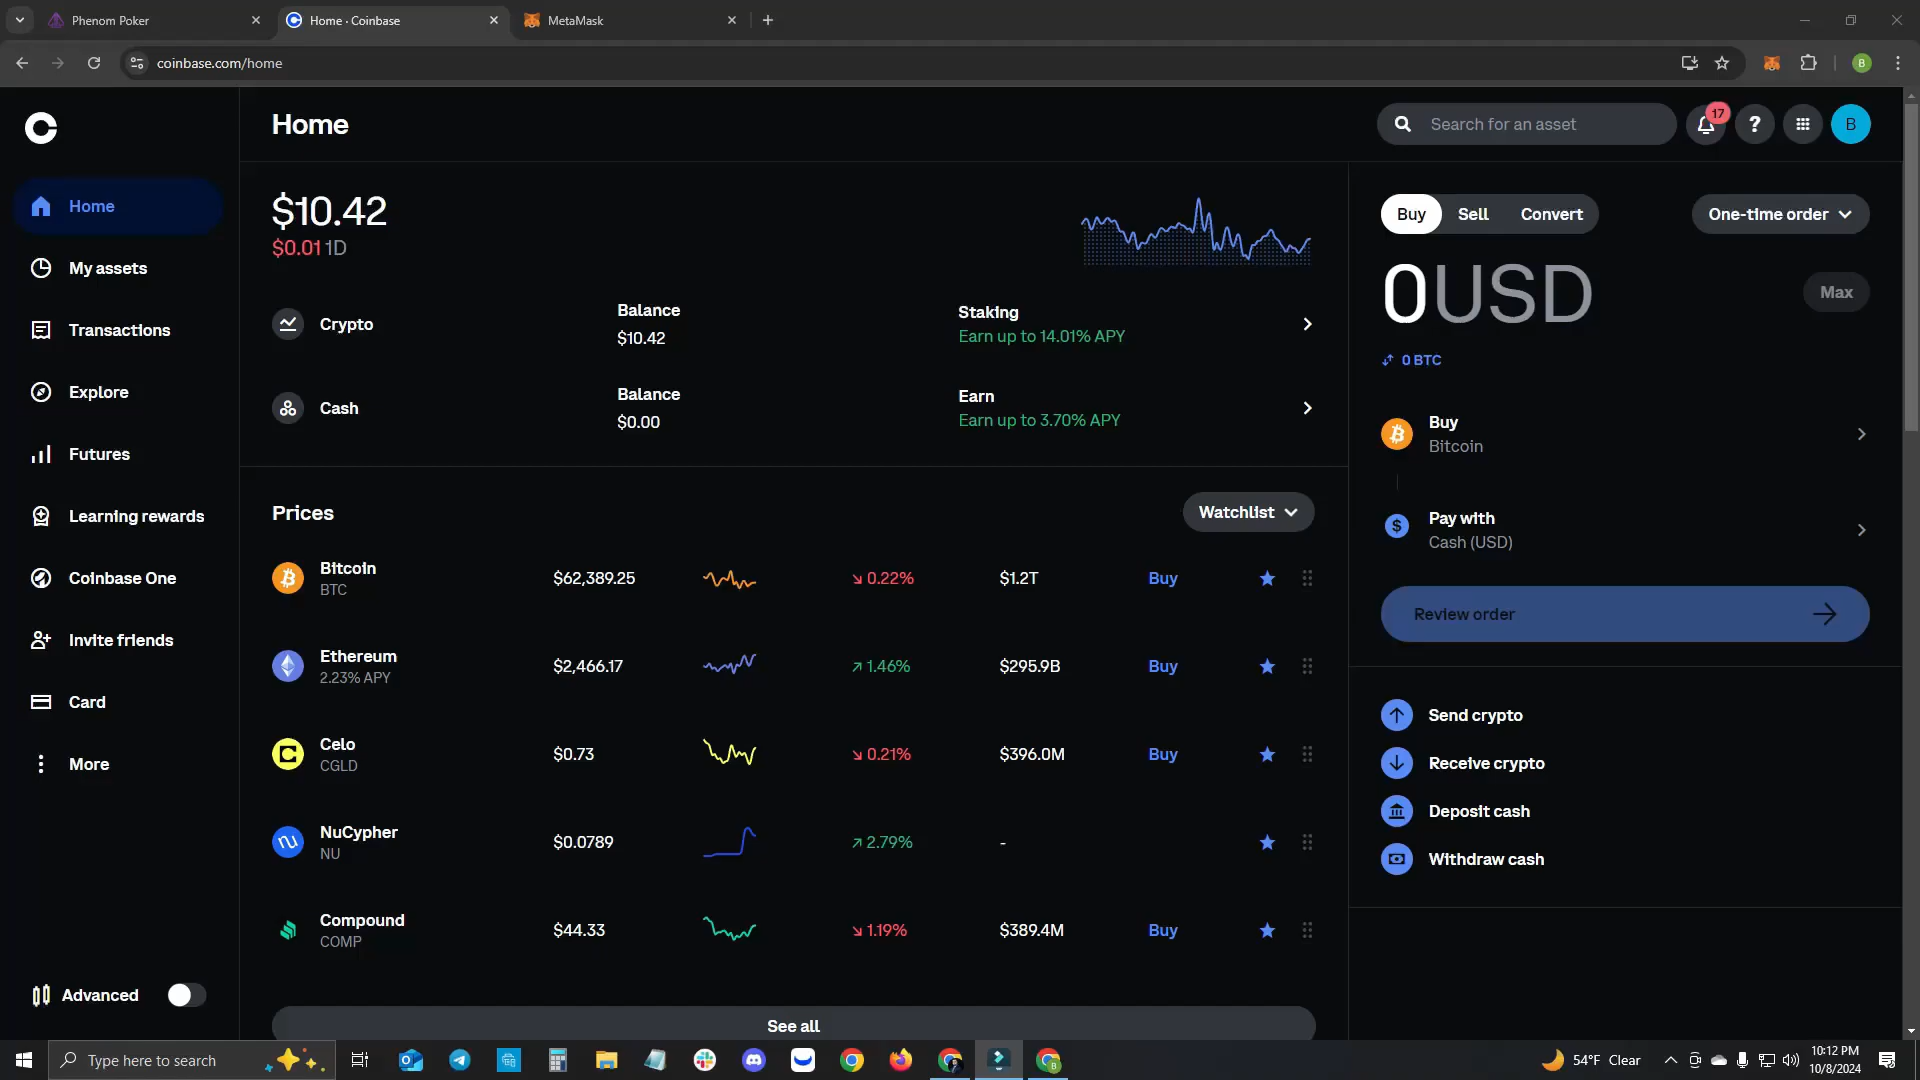 Phenom Poker
Home · Coinbase
MetaMask
coinbase.com/home
B
Home
Search for an asset
17
?
B
Home
My assets
Transactions
Explore
Futures
Learning rewards
Coinbase One
Invite friends
Card
More
Advanced
$10.42
$0.01 1D
Crypto
Balance
$10.42
Staking
Earn up to 14.01% APY
Cash
Balance
$0.00
Earn
Earn up to 3.70% APY
Prices
Watchlist
Bitcoin
BTC
$62,389.25
↘ 0.22%
$1.2T
Buy
Ethereum
2.23% APY
$2,466.17
↗ 1.46%
$295.9B
Buy
Celo
CGLD
$0.73
↘ 0.21%
$396.0M
Buy
NuCypher
NU
$0.0789
↗ 2.79%
-
Compound
COMP
$44.33
↘ 1.19%
$389.4M
Buy
See all
Buy
Sell
Convert
One-time order
0USD
Max
0 BTC
Buy
Bitcoin
Pay with
Cash (USD)
Review order
Send crypto
Receive crypto
Deposit cash
Withdraw cash
Type here to search
54°F Clear
10:12 PM
10/8/2024